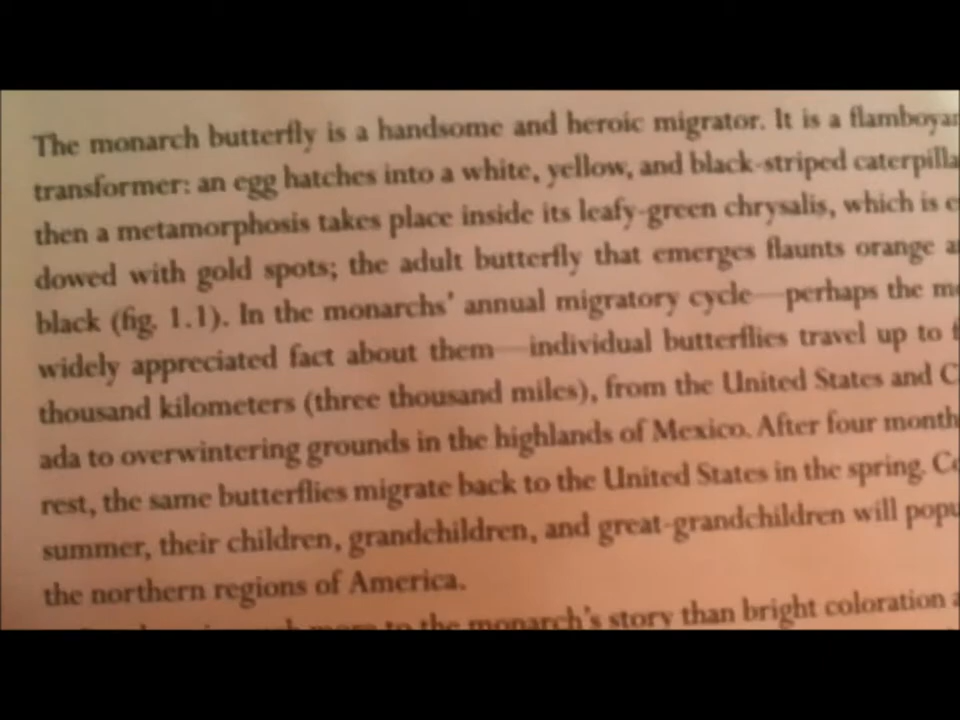 The monarch butterfly is a handsome and heroic migrator. It is a flamboyan
transformer: an egg hatches into a white, yellow, and black-striped caterpilla
then a metamorphosis takes place inside its leafy-green chrysalis, which is e
dowed with gold spots; the adult butterfly that emerges flaunts orange a
black (fig. 1.1). In the monarchs' annual migratory cycle—perhaps the mo
widely appreciated fact about them—individual butterflies travel up to f
thousand kilometers (three thousand miles), from the United States and C
ada to overwintering grounds in the highlands of Mexico. After four month
rest, the same butterflies migrate back to the United States in the spring. Co
summer, their children, grandchildren, and great-grandchildren will popu
the northern regions of America.
more to the monarch's story than bright coloration a